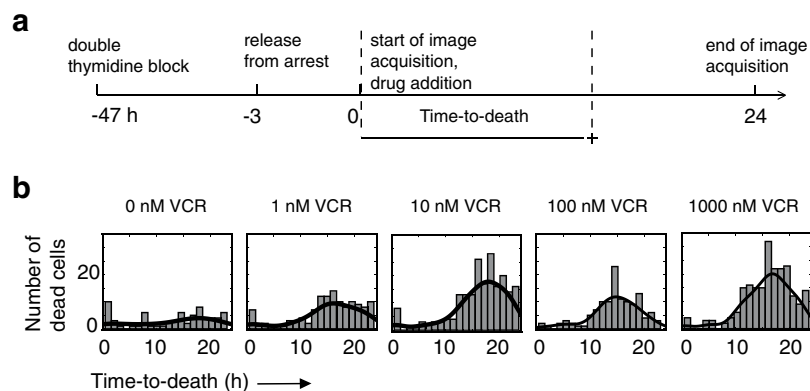 a
double
thymidine block
release
from arrest
start of image
acquisition,
drug addition
end of image
acquisition
-47 h
-3
0
Time-to-death
24
b
0 nM VCR
1 nM VCR
10 nM VCR
100 nM VCR
1000 nM VCR
Number of
dead cells
20
0
0 10 20
0 10 20
0 10 20
0 10 20
0 10 20
Time-to-death (h)